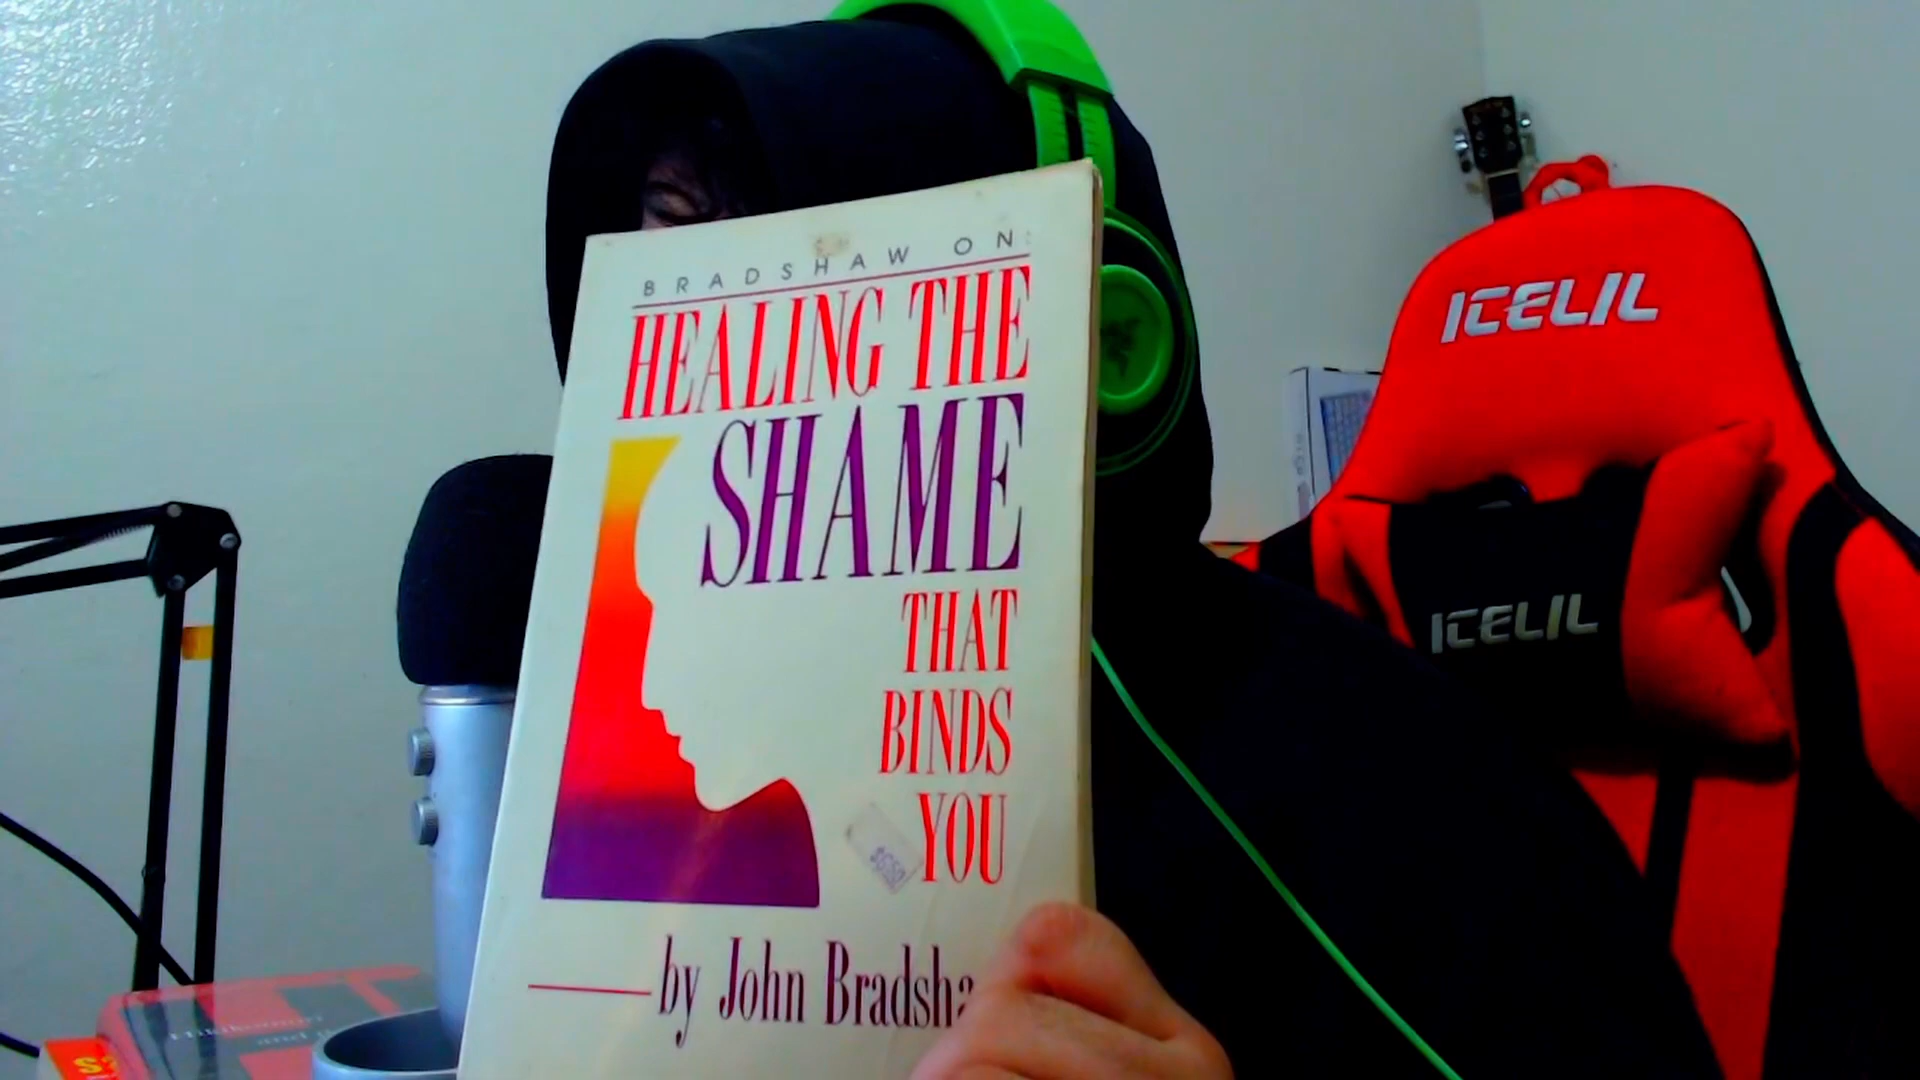 BRADSHAW ON:
HEALING THE
SHAME
THAT
BINDS
YOU
by John Bradsha
ICELIL
ICELIL